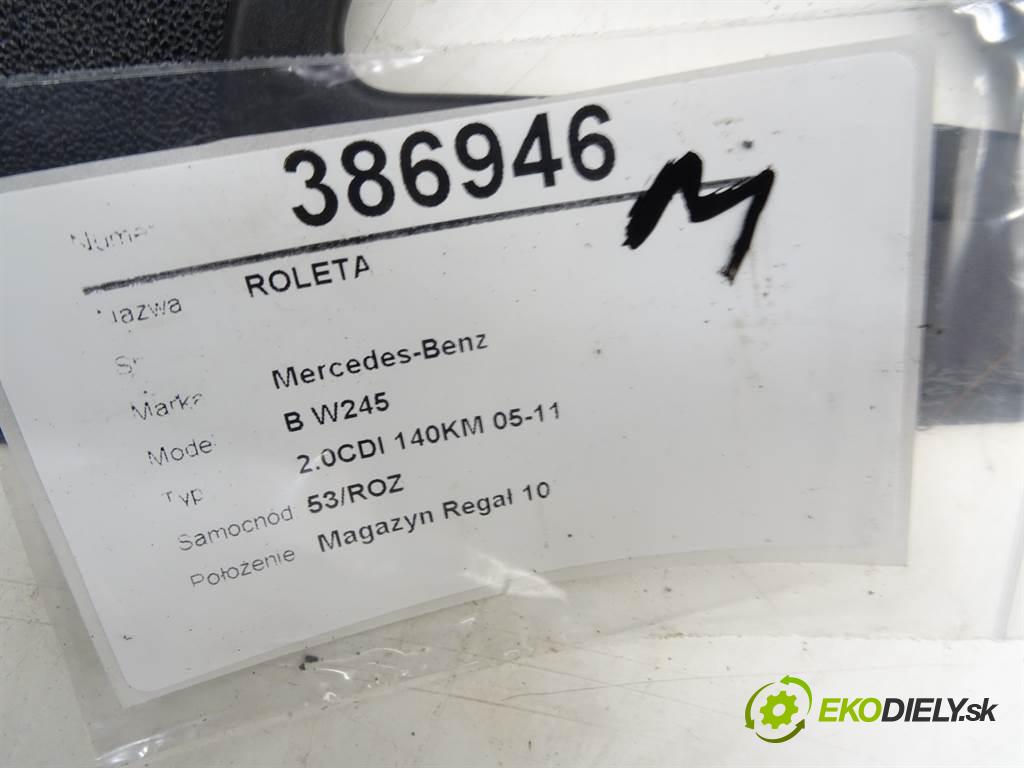 Numer 386946
M
Nazwa ROLETA
Marka Mercedes-Benz
Model B W245
Typ 2.0CDI 140KM 05-11
Samochód 53/ROZ
Położenie Magazyn Regał 10
EKODIELY.sk